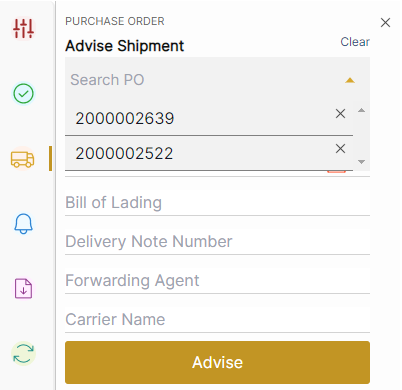 PURCHASE ORDER
Advise Shipment
Clear
Search PO
2000002639
2000002522
Bill of Lading
Delivery Note Number
Forwarding Agent
Carrier Name
Advise